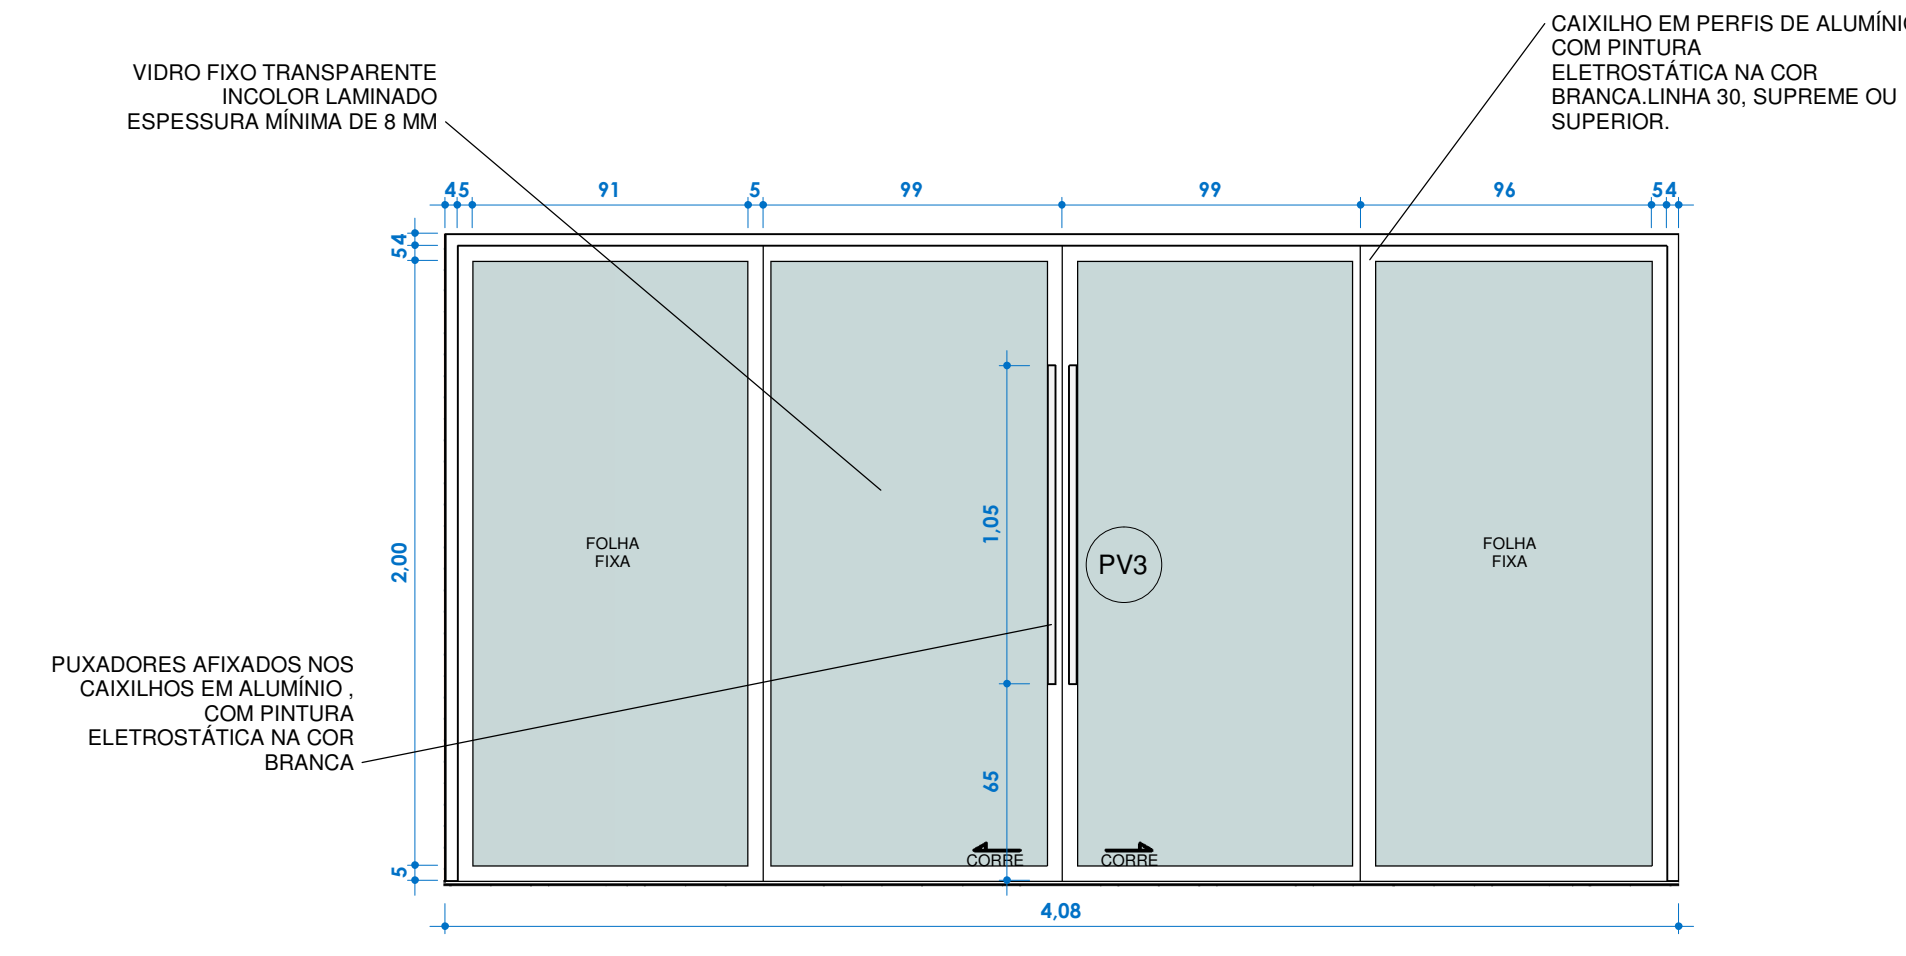 CAIXILHO EM PERFIS DE ALUMÍNIO
COM PINTURA
ELETROSTÁTICA NA COR
BRANCA.LINHA 30, SUPREME OU
SUPERIOR.
VIDRO FIXO TRANSPARENTE
INCOLOR LAMINADO
ESPESSURA MÍNIMA DE 8 MM
4 5 91 5 99 99 96 5 4
5 4
1,05
2,00
FOLHA
FIXA
PV3
FOLHA
FIXA
PUXADORES AFIXADOS NOS
CAIXILHOS EM ALUMÍNIO ,
COM PINTURA
ELETROSTÁTICA NA COR
BRANCA
65
CORRE
CORRE
5
4,08